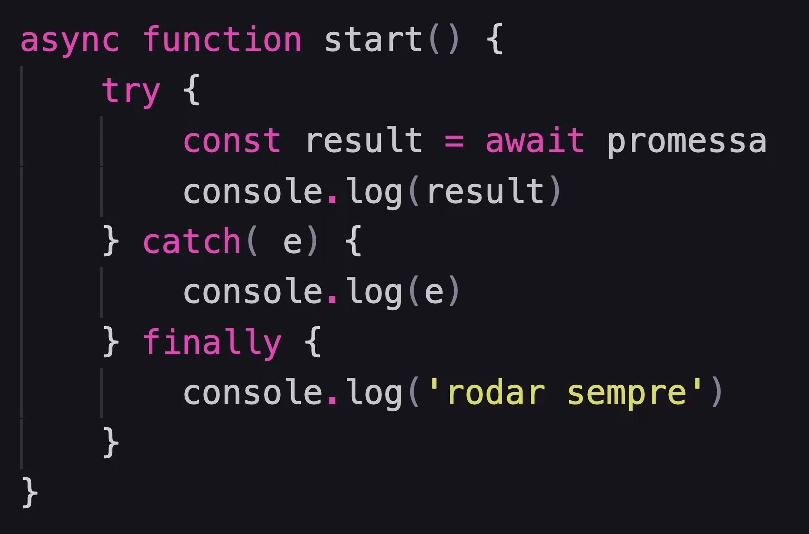 async function start() {
    try {
        const result = await promessa
        console.log(result)
    } catch( e) {
        console.log(e)
    } finally {
        console.log('rodar sempre')
    }
}